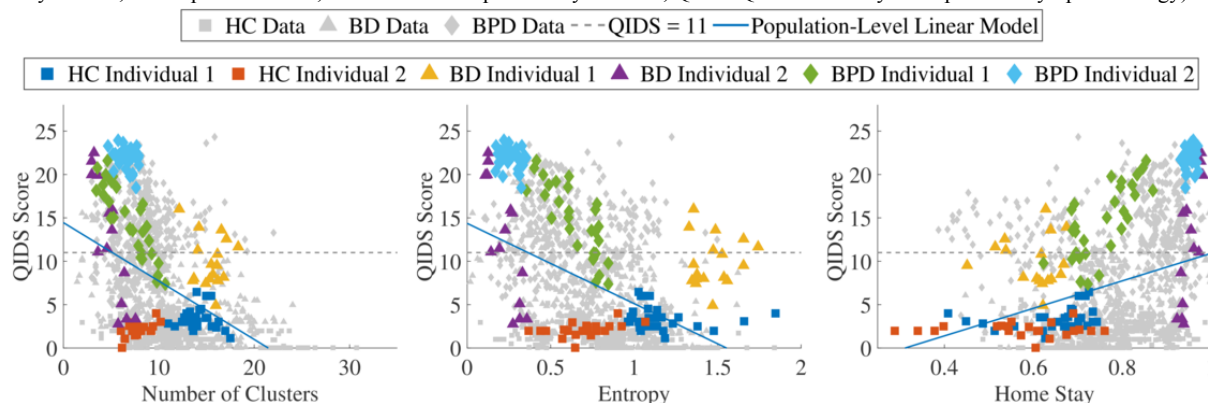 HC Data BD Data BPD Data QIDS = 11 Population-Level Linear Model
HC Individual 1 HC Individual 2 BD Individual 1 BD Individual 2 BPD Individual 1 BPD Individual 2
25 25 25
20 20 20
15 15 15
10 10 10
5 5 5
0 0 0
QIDS Score QIDS Score QIDS Score
0 10 20 30 0 0.5 1 1.5 2 0.4 0.6 0.8
Number of Clusters Entropy Home Stay